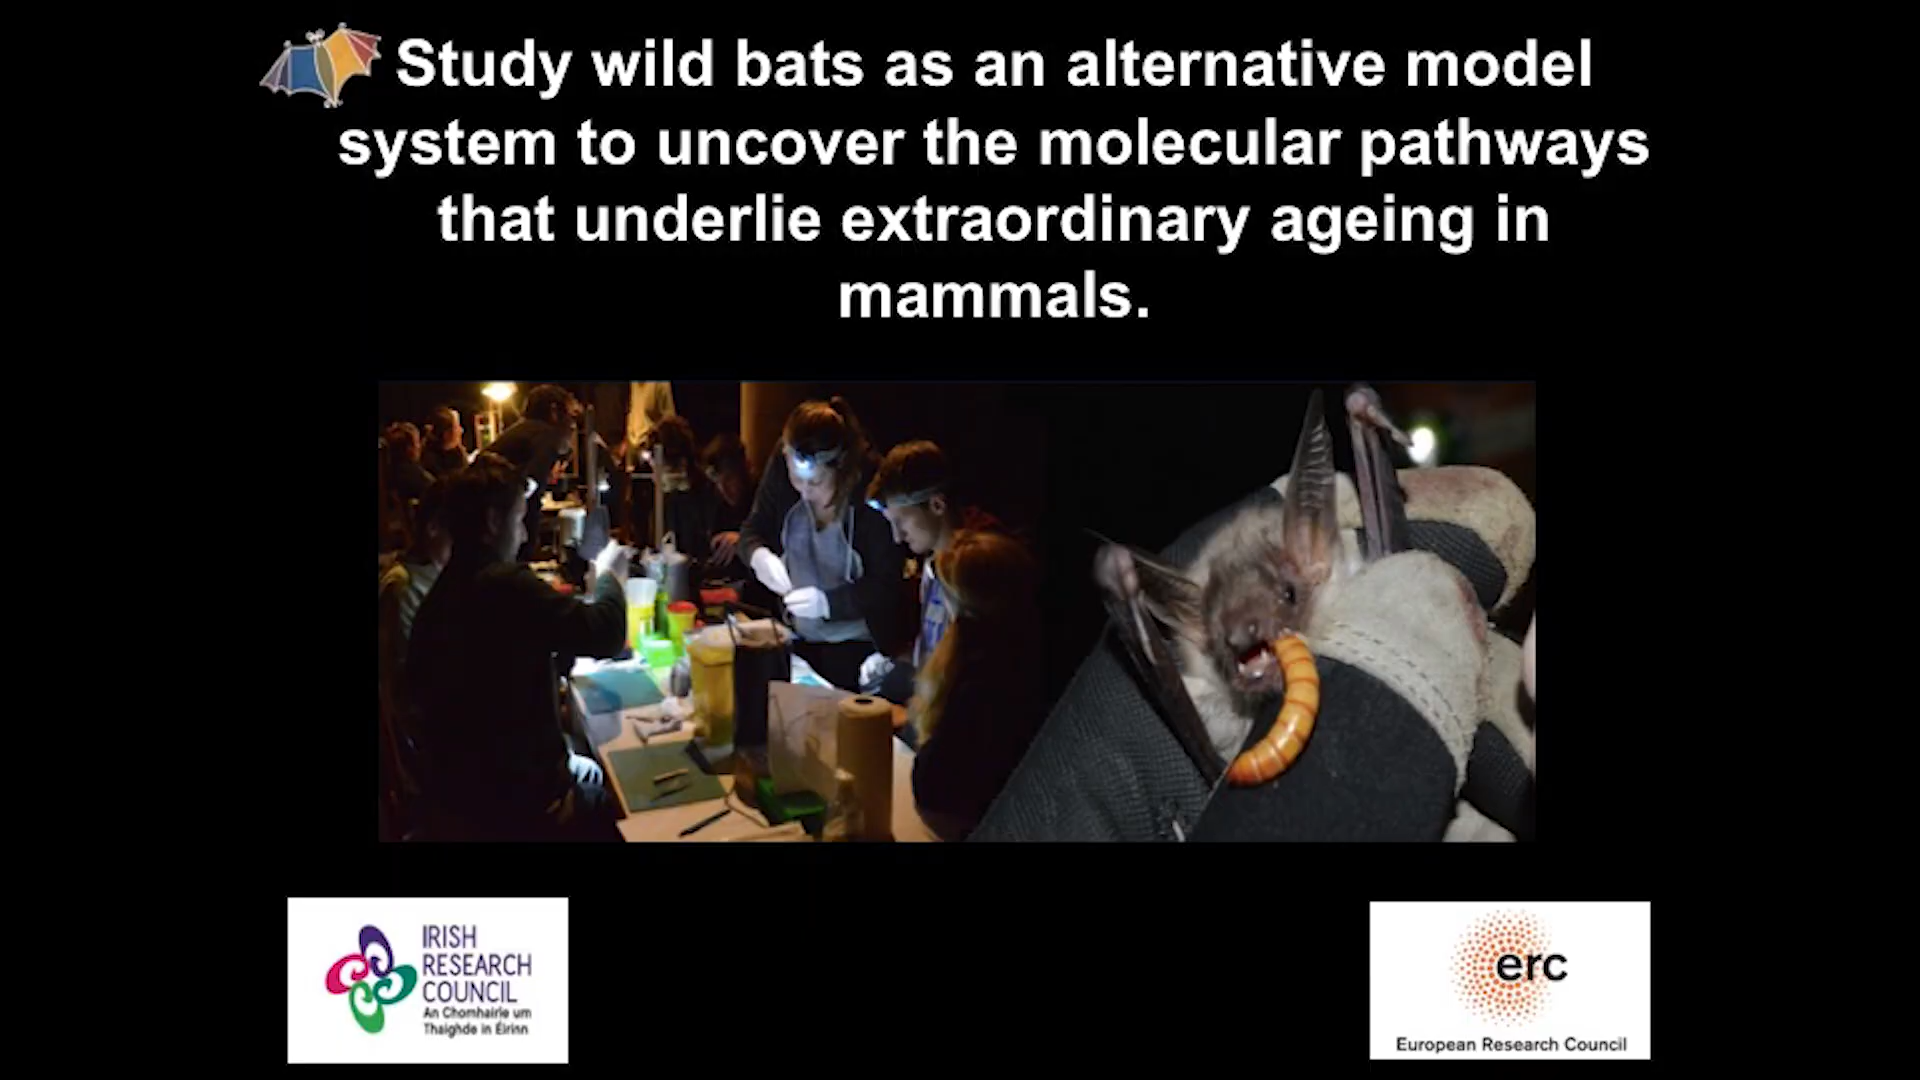 Study wild bats as an alternative model
system to uncover the molecular pathways
that underlie extraordinary ageing in
mammals.
IRISH
RESEARCH
COUNCIL
An Chomhairle um
Thaighde in Éirinn
erc
European Research Council